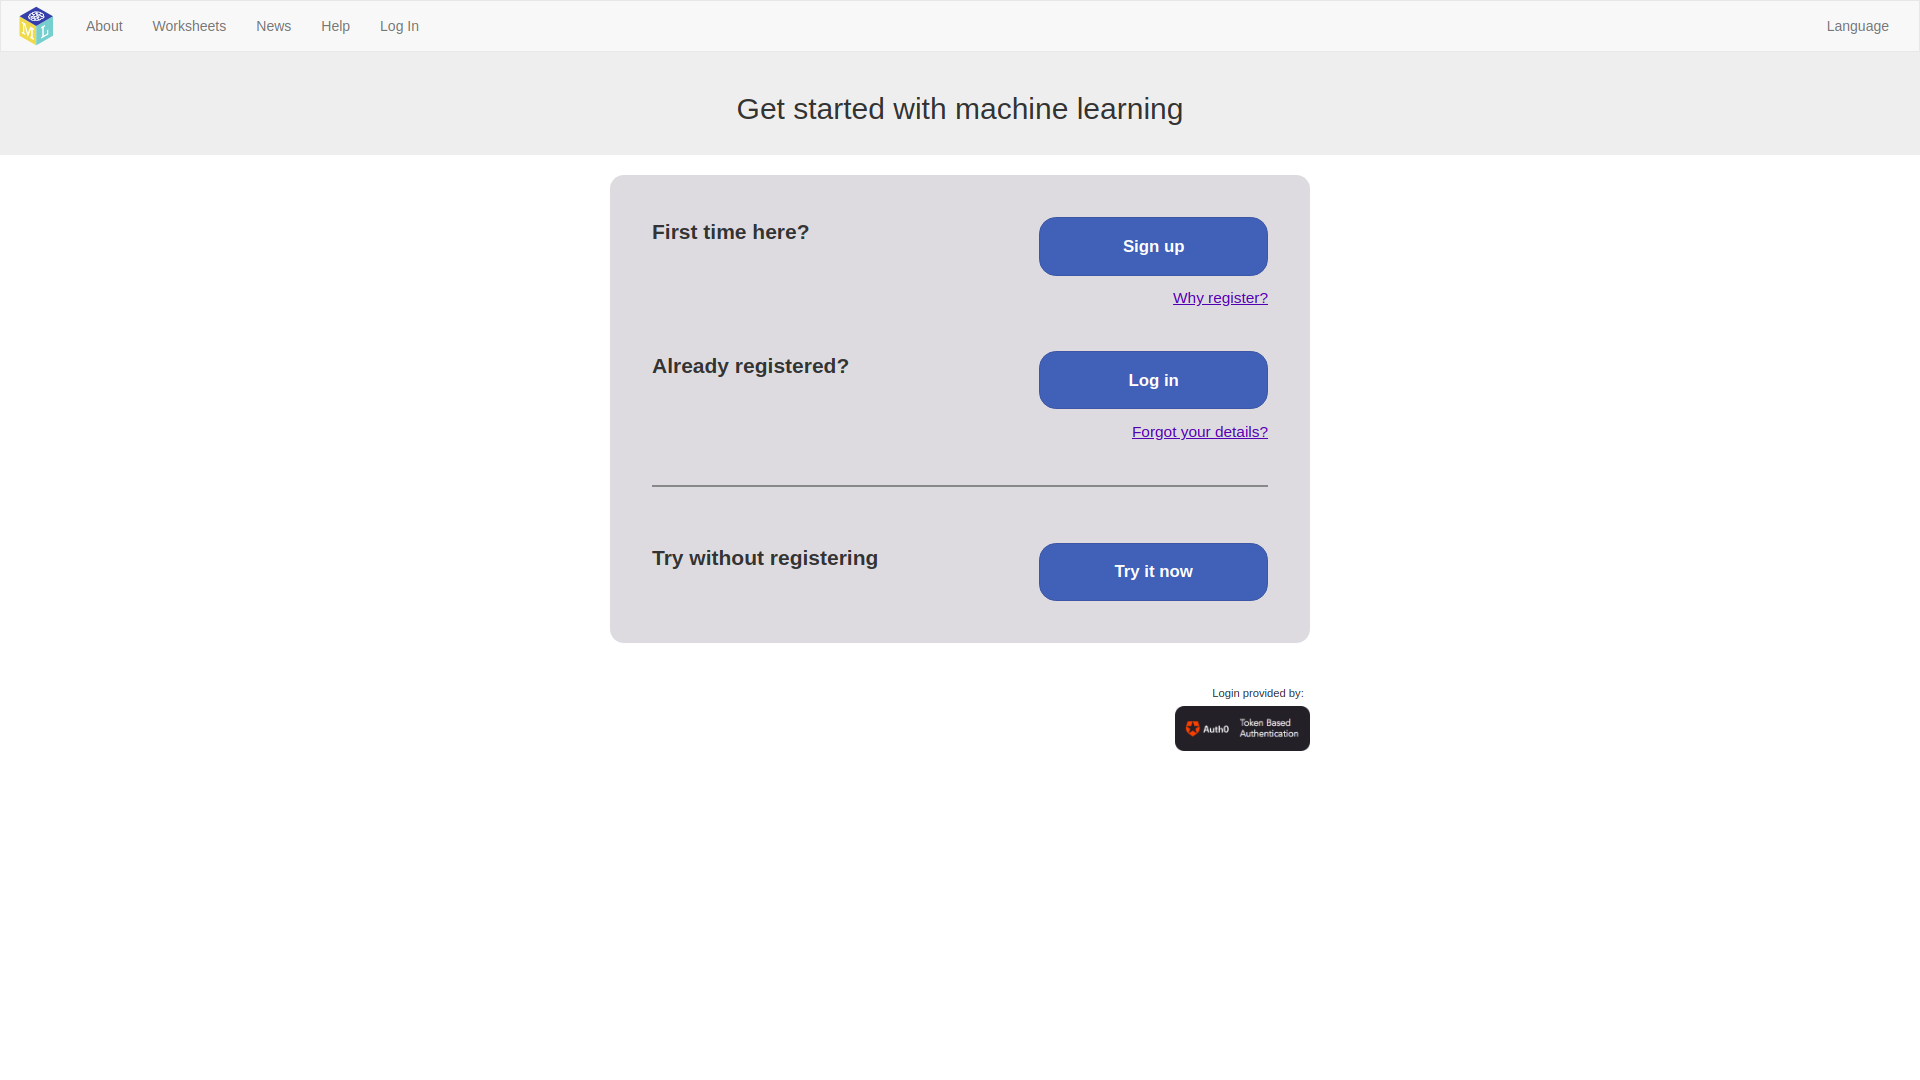 M L
About
Worksheets
News
Help
Log In
Language
Get started with machine learning
First time here?
Sign up
Why register?
Already registered?
Log in
Forgot your details?
Try without registering
Try it now
Login provided by:
Auth0
Token Based
Authentication